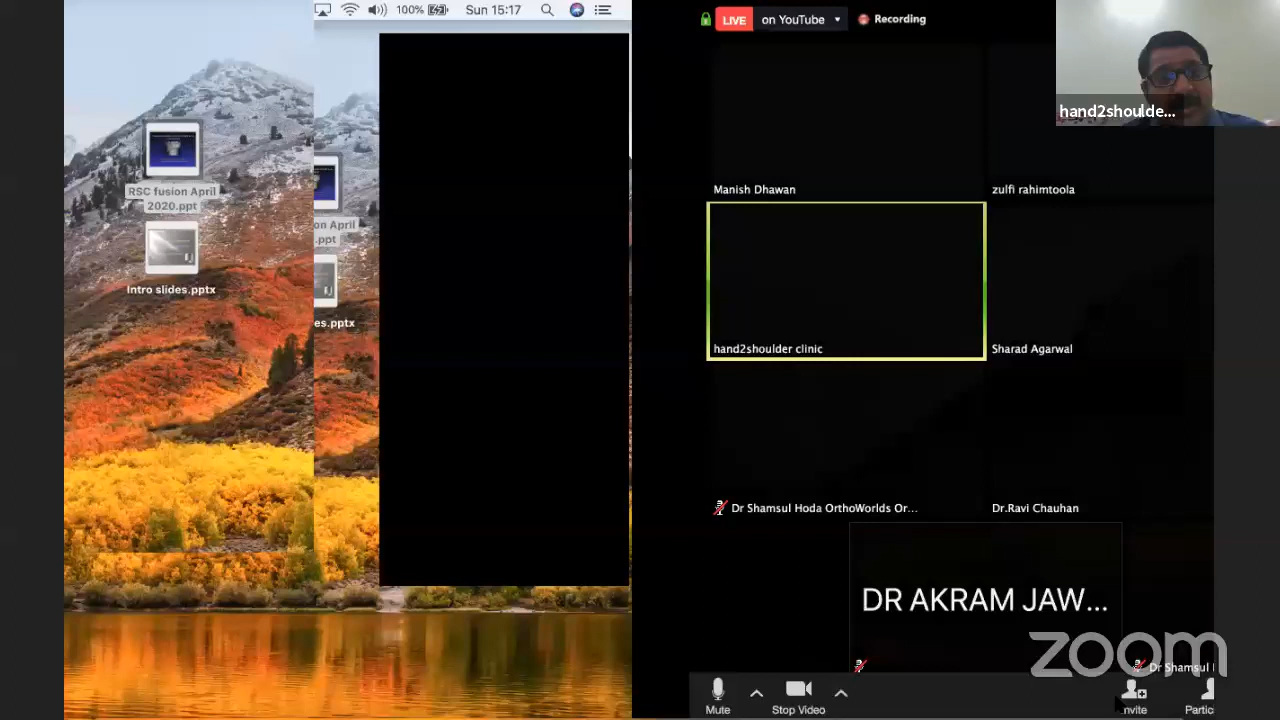 100%
Sun 15:17
LIVE
on YouTube
Recording
hand2shoulde...
RSC fusion April
2020.ppt
on April
.ppt
Intro slides.pptx
es.pptx
Manish Dhawan
zulfi rahimtoola
hand2shoulder clinic
Sharad Agarwal
Dr Shamsul Hoda OrthoWorlds Or...
Dr.Ravi Chauhan
DR AKRAM JAW...
zoom
Dr Shamsul
Mute
Stop Video
nvite
Partic